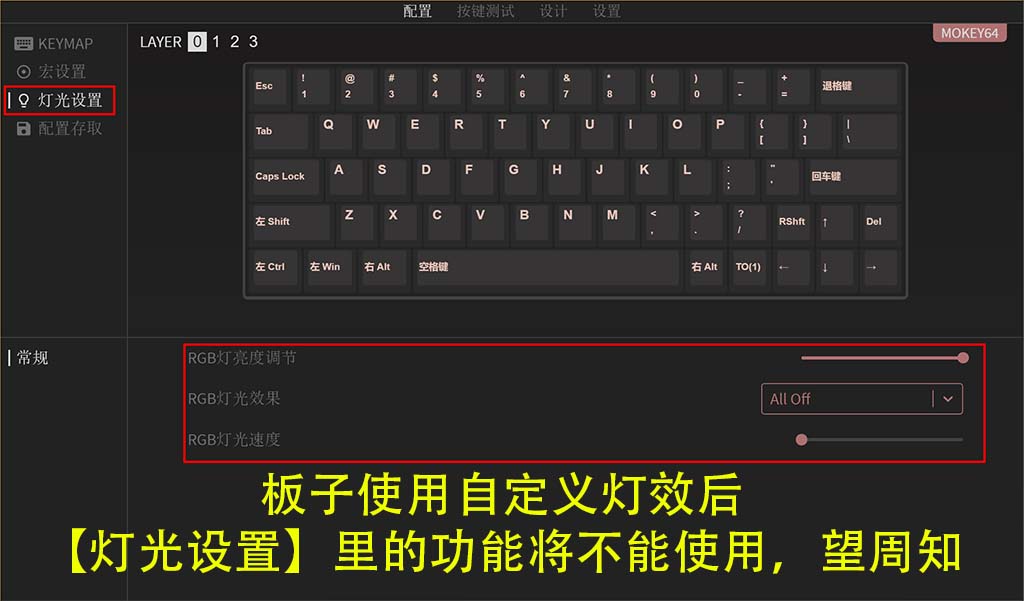 配置 按键测试 设计 设置
KEYMAP
宏设置
灯光设置
配置存取
LAYER 0 1 2 3
MOKEY64
Esc ! 1 @ 2 # 3 $ 4 % 5 ^ 6 & 7 * 8 ( 9 ) 0 _ - + = 退格键
Tab Q W E R T Y U I O P { [ } ] | \
Caps Lock A S D F G H J K L : ; " ' 回车键
左 Shift Z X C V B N M < , > . ? / RShft ↑ Del
左 Ctrl 左 Win 右 Alt 空格键 右 Alt TO(1) ← ↓ →
常规
RGB灯亮度调节
RGB灯光效果 All Off
RGB灯光速度
板子使用自定义灯效后
【灯光设置】里的功能将不能使用，望周知